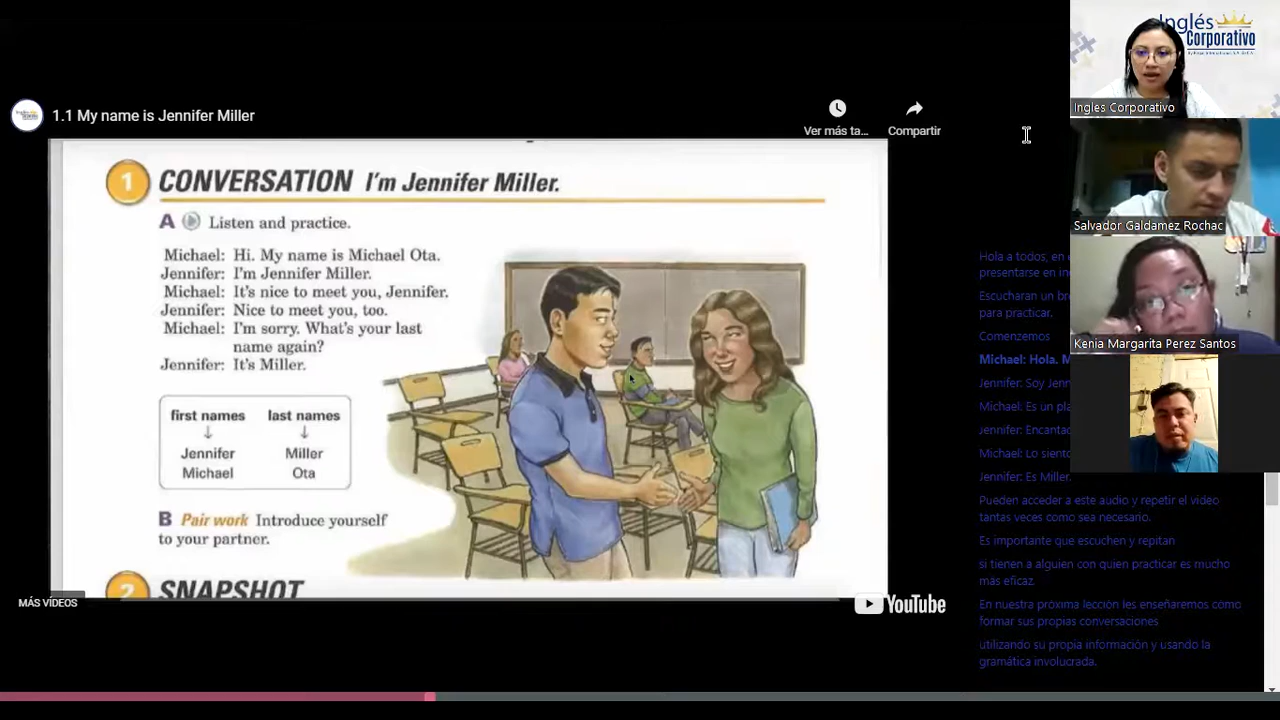 1.1 My name is Jennifer Miller
Ver más ta...
Compartir
1 CONVERSATION I'm Jennifer Miller.
A Listen and practice.
Michael: Hi. My name is Michael Ota.
Jennifer: I'm Jennifer Miller.
Michael: It's nice to meet you, Jennifer.
Jennifer: Nice to meet you, too.
Michael: I'm sorry. What's your last
name again?
Jennifer: It's Miller.
first names last names
Jennifer Miller
Michael Ota
B Pair work Introduce yourself
to your partner.
2 SNAPSHOT
MÁS VÍDEOS
YouTube
Inglés
Corporativo
Ingles Corporativo
Salvador Galdamez Rochac
Kenia Margarita Perez Santos
Hola a todos, en
presentarse en
Escucharan un
para practicar.
Comenzemos
Michael: Hola.
Jennifer: Soy
Michael: Es un
Jennifer:
Michael: Lo
Jennifer: Es Miller.
Pueden acceder a este audio y repetir el video
tantas veces como sea necesario.
Es importante que escuchen y repitan
si tienen a alguien con quien practicar es mucho
más eficaz.
En nuestra próxima lección les enseñaremos cómo
formar sus propias conversaciones
utilizando su propia información y usando la
gramática involucrada.